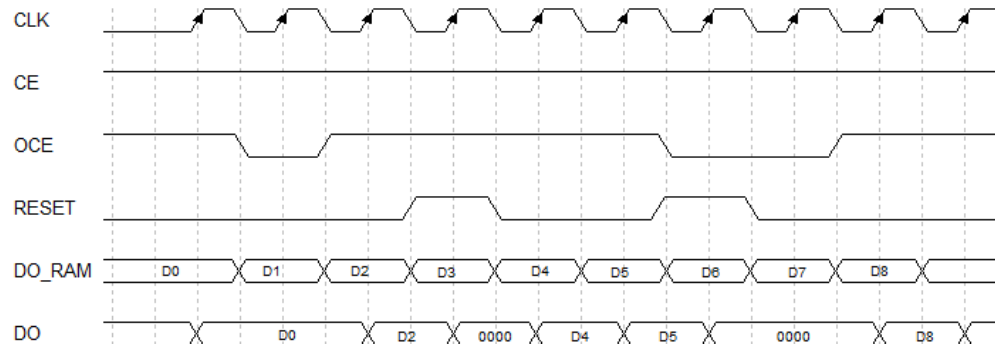 CLK
CE
OCE
RESET
DO_RAM D0 D1 D2 D3 D4 D5 D6 D7 D8
DO D0 D2 0000 D4 D5 0000 D8